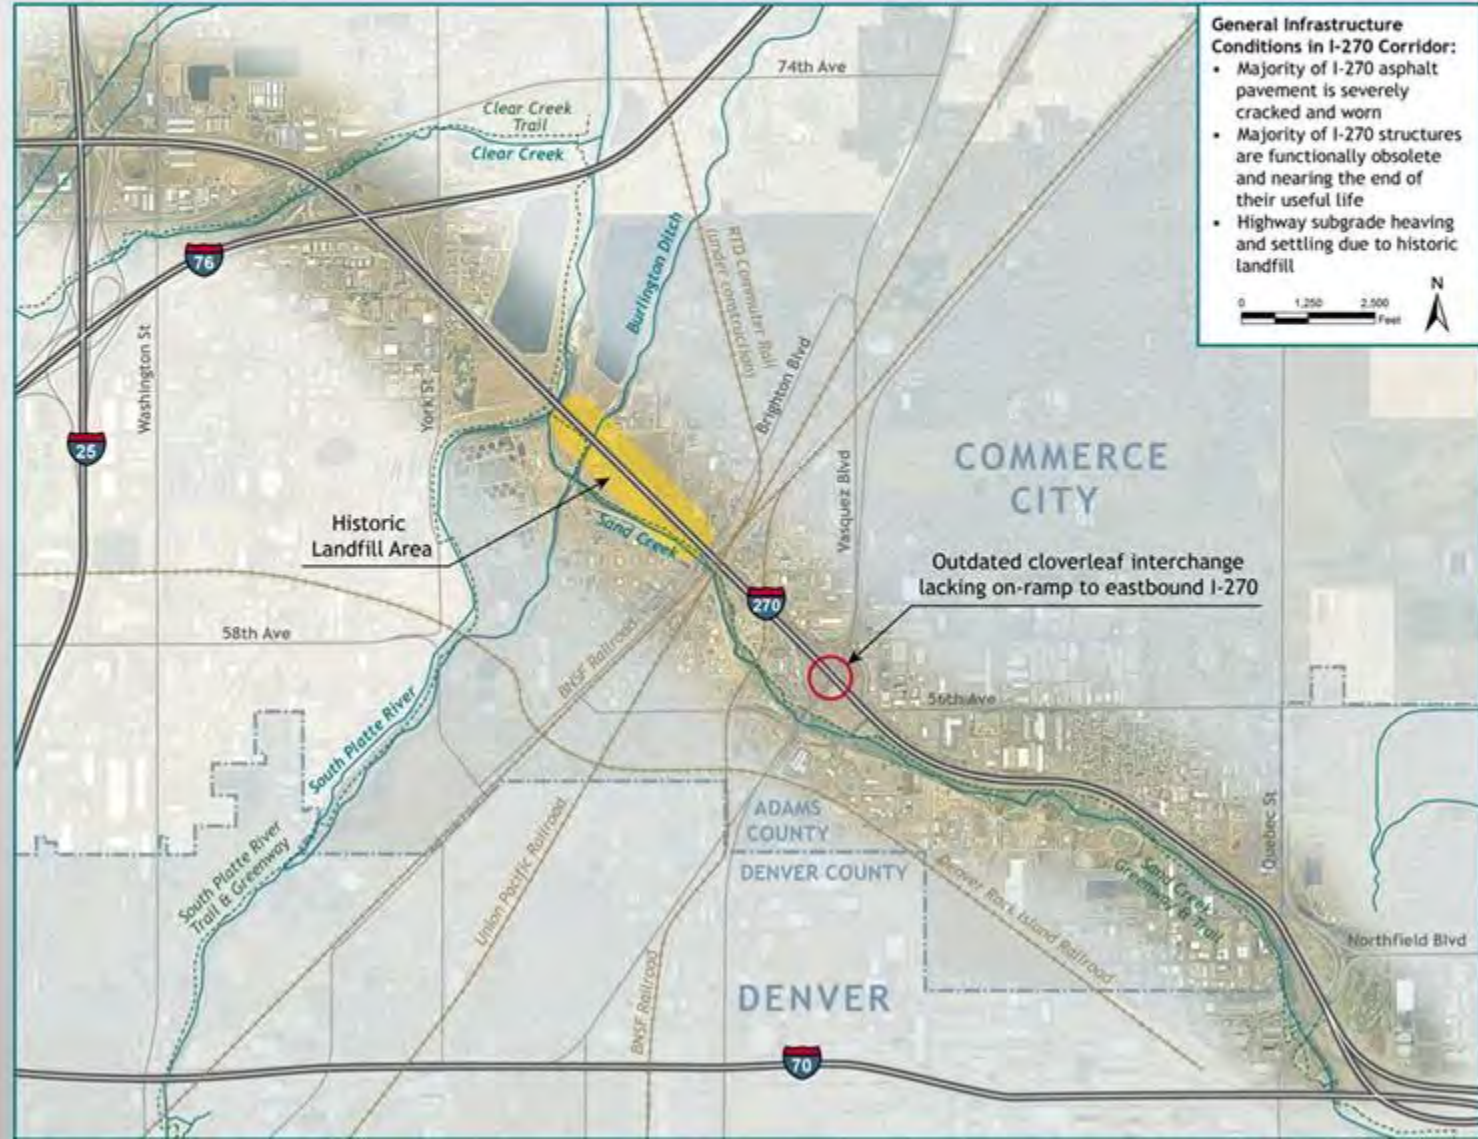 General Infrastructure
Conditions in I-270 Corridor:
• Majority of I-270 asphalt
pavement is severely
cracked and worn
• Majority of I-270 structures
are functionally obsolete
and nearing the end of
their useful life
• Highway subgrade heaving
and settling due to historic
landfill
N
0 1,250 2,500
Feet
74th Ave
Clear Creek
Trail
Clear Creek
76
Burlington Ditch
RTD Commuter Rail
(under construction)
Washington St
York St
Brighton Blvd
25
Vasquez Blvd
COMMERCE
CITY
Historic
Landfill Area
Sand Creek
Outdated cloverleaf interchange
lacking on-ramp to eastbound I-270
270
58th Ave
BNSF Railroad
56th Ave
South Platte River
ADAMS
COUNTY
DENVER COUNTY
Quebec St
South Platte River
Trail & Greenway
Union Pacific Railroad
Denver Rock Island Railroad
Sand Creek
Greenway & Trail
Northfield Blvd
BNSF Railroad
DENVER
70